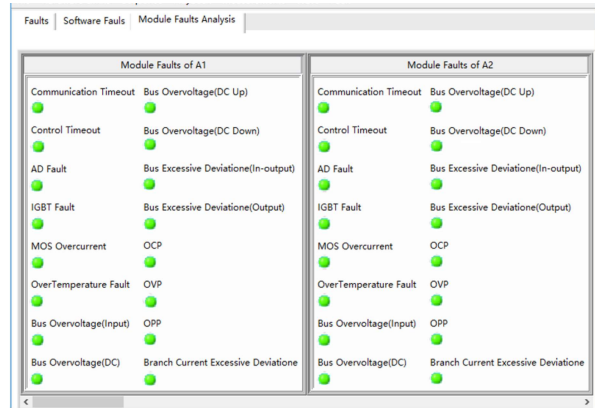 Faults Software Fauls Module Faults Analysis
Module Faults of A1 Module Faults of A2
Communication Timeout Bus Overvoltage(DC Up) Communication Timeout Bus Overvoltage(DC Up)
Control Timeout Bus Overvoltage(DC Down) Control Timeout Bus Overvoltage(DC Down)
AD Fault Bus Excessive Deviatione(In-output) AD Fault Bus Excessive Deviatione(In-output)
IGBT Fault Bus Excessive Deviatione(Output) IGBT Fault Bus Excessive Deviatione(Output)
MOS Overcurrent OCP MOS Overcurrent OCP
OverTemperature Fault OVP OverTemperature Fault OVP
Bus Overvoltage(Input) OPP Bus Overvoltage(Input) OPP
Bus Overvoltage(DC) Branch Current Excessive Deviatione Bus Overvoltage(DC) Branch Current Excessive Deviatione